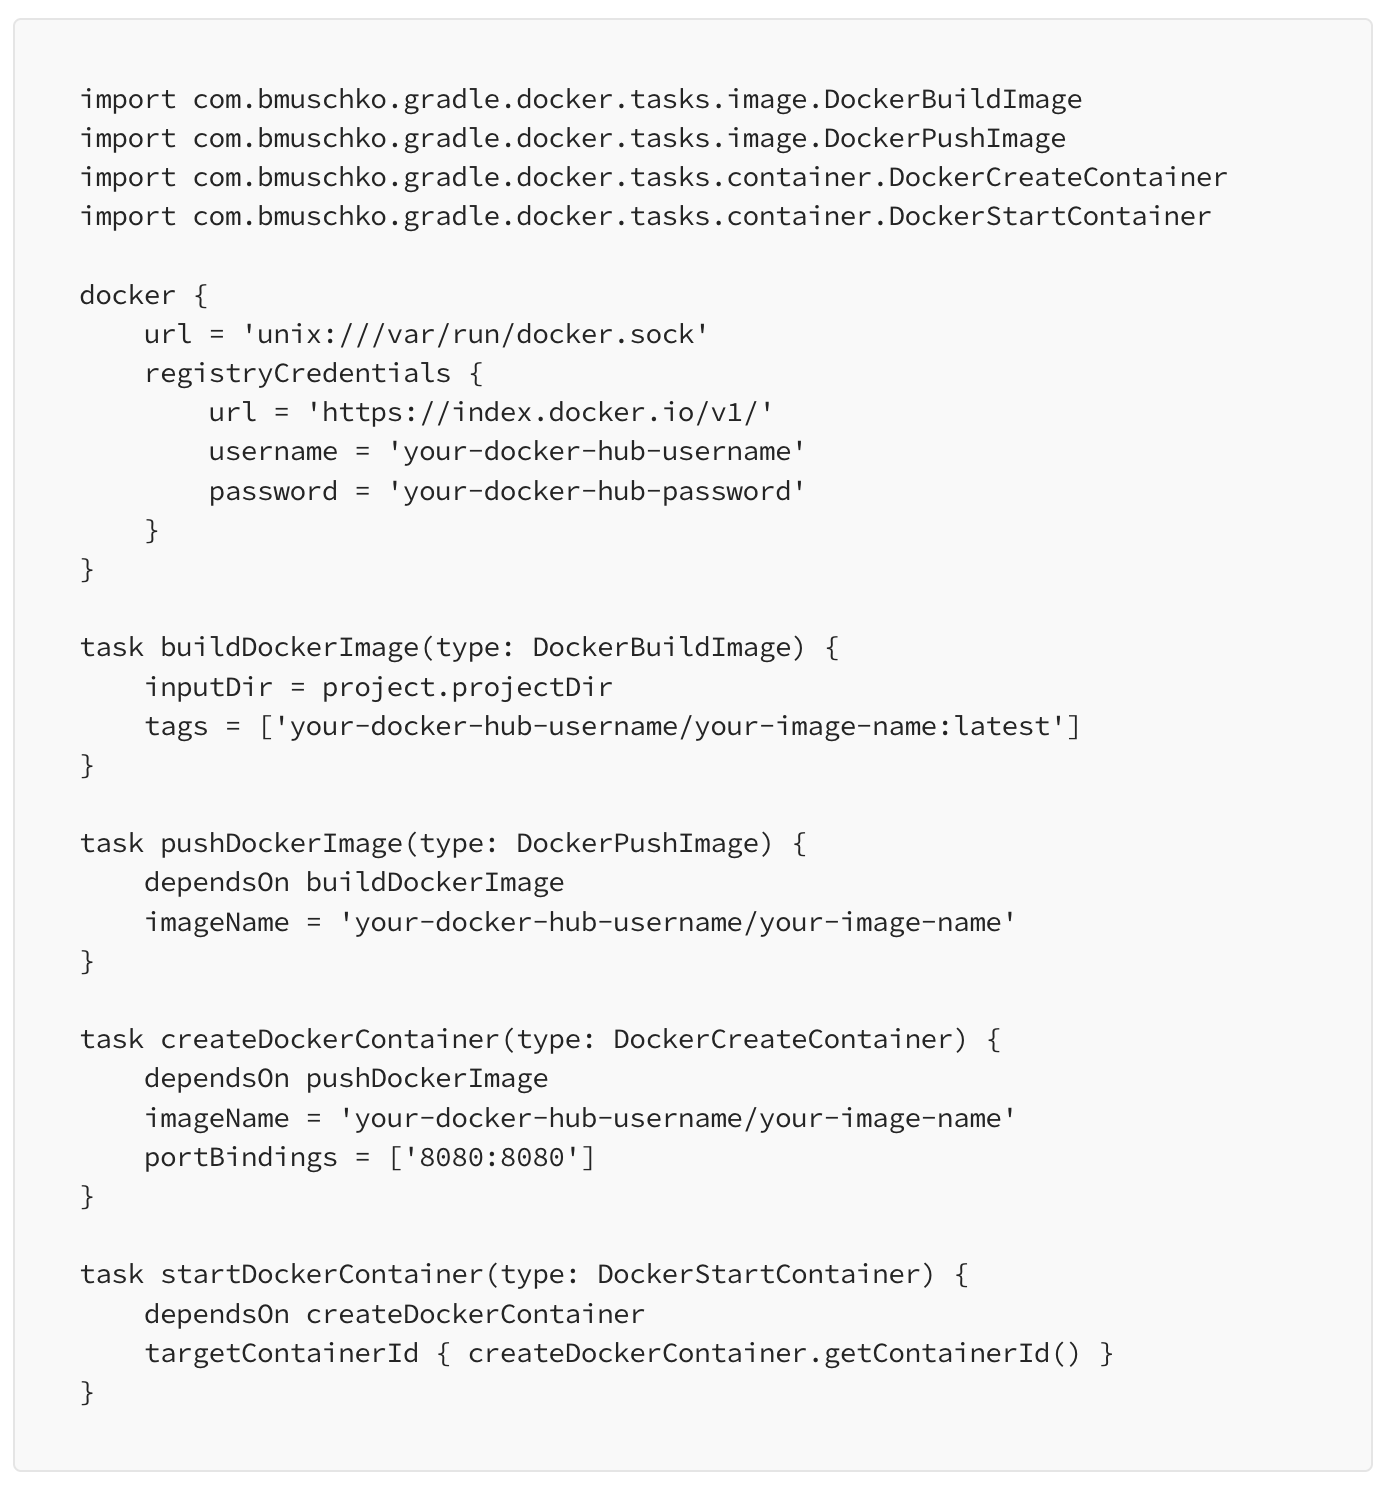 import com.bmuschko.gradle.docker.tasks.image.DockerBuildImage
import com.bmuschko.gradle.docker.tasks.image.DockerPushImage
import com.bmuschko.gradle.docker.tasks.container.DockerCreateContainer
import com.bmuschko.gradle.docker.tasks.container.DockerStartContainer

docker {
    url = 'unix:///var/run/docker.sock'
    registryCredentials {
        url = 'https://index.docker.io/v1/'
        username = 'your-docker-hub-username'
        password = 'your-docker-hub-password'
    }
}

task buildDockerImage(type: DockerBuildImage) {
    inputDir = project.projectDir
    tags = ['your-docker-hub-username/your-image-name:latest']
}

task pushDockerImage(type: DockerPushImage) {
    dependsOn buildDockerImage
    imageName = 'your-docker-hub-username/your-image-name'
}

task createDockerContainer(type: DockerCreateContainer) {
    dependsOn pushDockerImage
    imageName = 'your-docker-hub-username/your-image-name'
    portBindings = ['8080:8080']
}

task startDockerContainer(type: DockerStartContainer) {
    dependsOn createDockerContainer
    targetContainerId { createDockerContainer.getContainerId() }
}